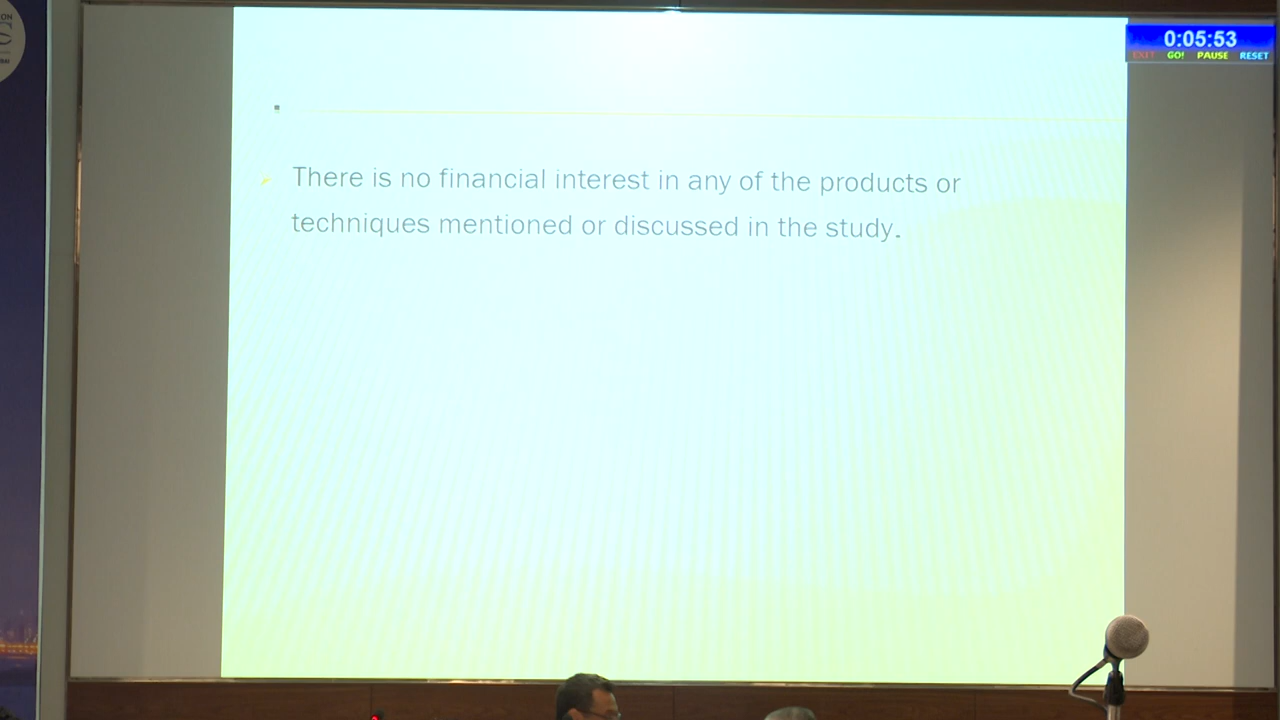 0:05:53
EXIT GO! PAUSE RESET
There is no financial interest in any of the products or
techniques mentioned or discussed in the study.